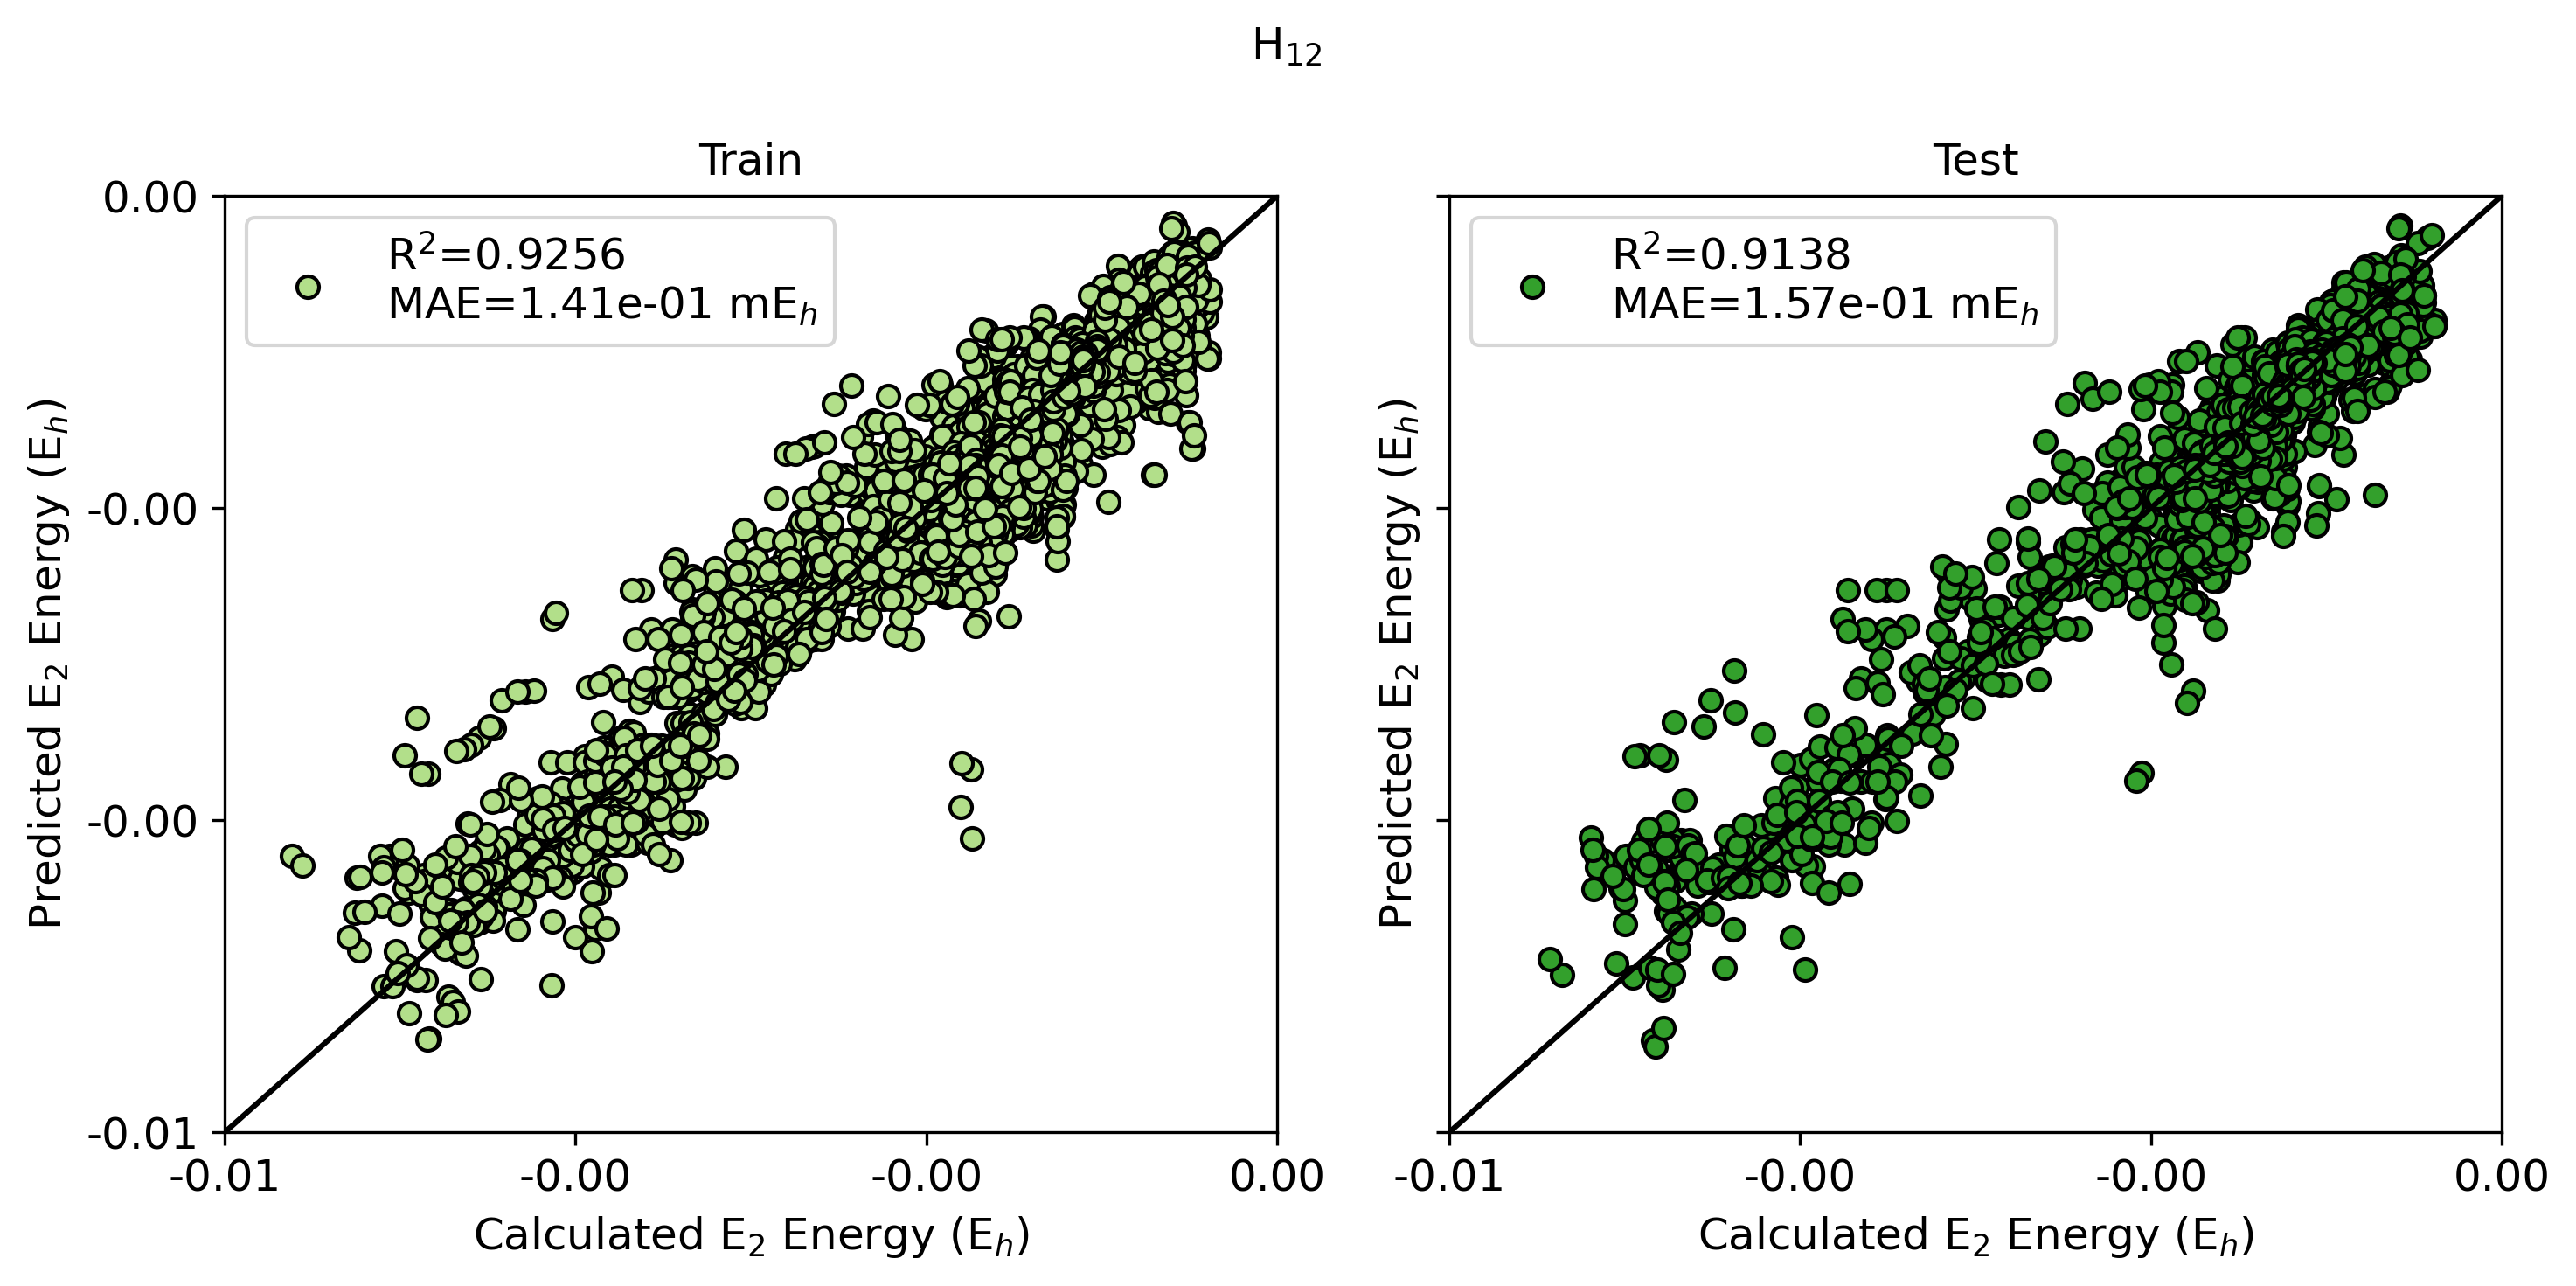 H₁₂
Train
Test
R²=0.9256
MAE=1.41e-01 mEₕ
R²=0.9138
MAE=1.57e-01 mEₕ
Predicted E₂ Energy (Eₕ)
0.00
-0.00
-0.00
-0.01
-0.01
-0.00
-0.00
0.00
Calculated E₂ Energy (Eₕ)
Predicted E₂ Energy (Eₕ)
-0.01
-0.00
-0.00
0.00
Calculated E₂ Energy (Eₕ)